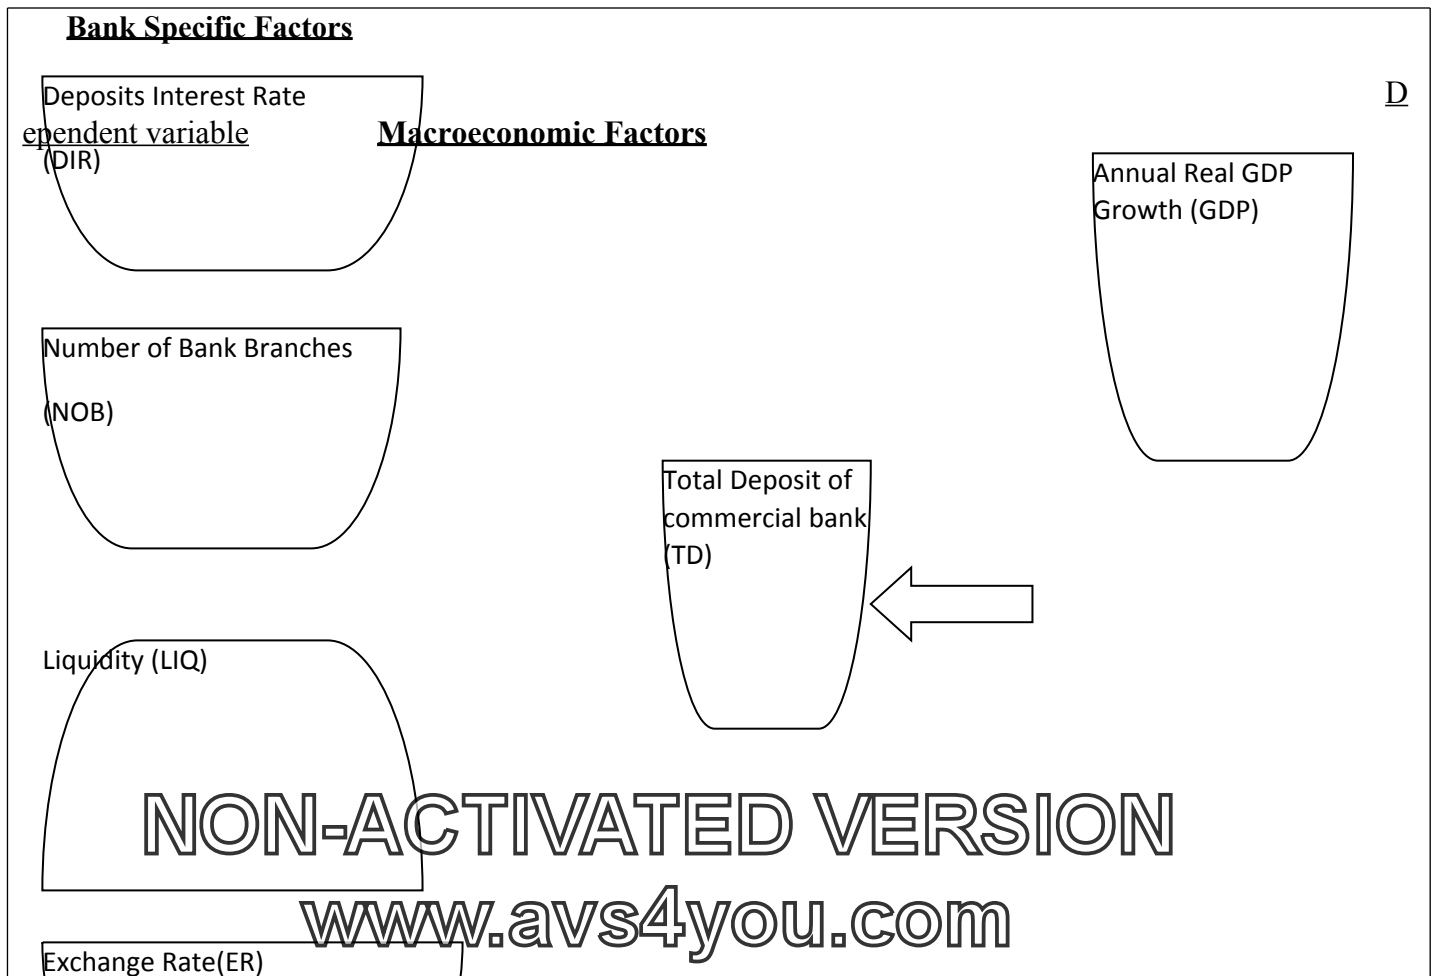 Bank Specific Factors
Deposits Interest Rate
D
ependent variable
Macroeconomic Factors
(DIR)
Annual Real GDP
Growth (GDP)
Number of Bank Branches
(NOB)
Total Deposit of
commercial bank
(TD)
Liquidity (LIQ)
NON-ACTIVATED VERSION
www.avs4you.com
Exchange Rate(ER)